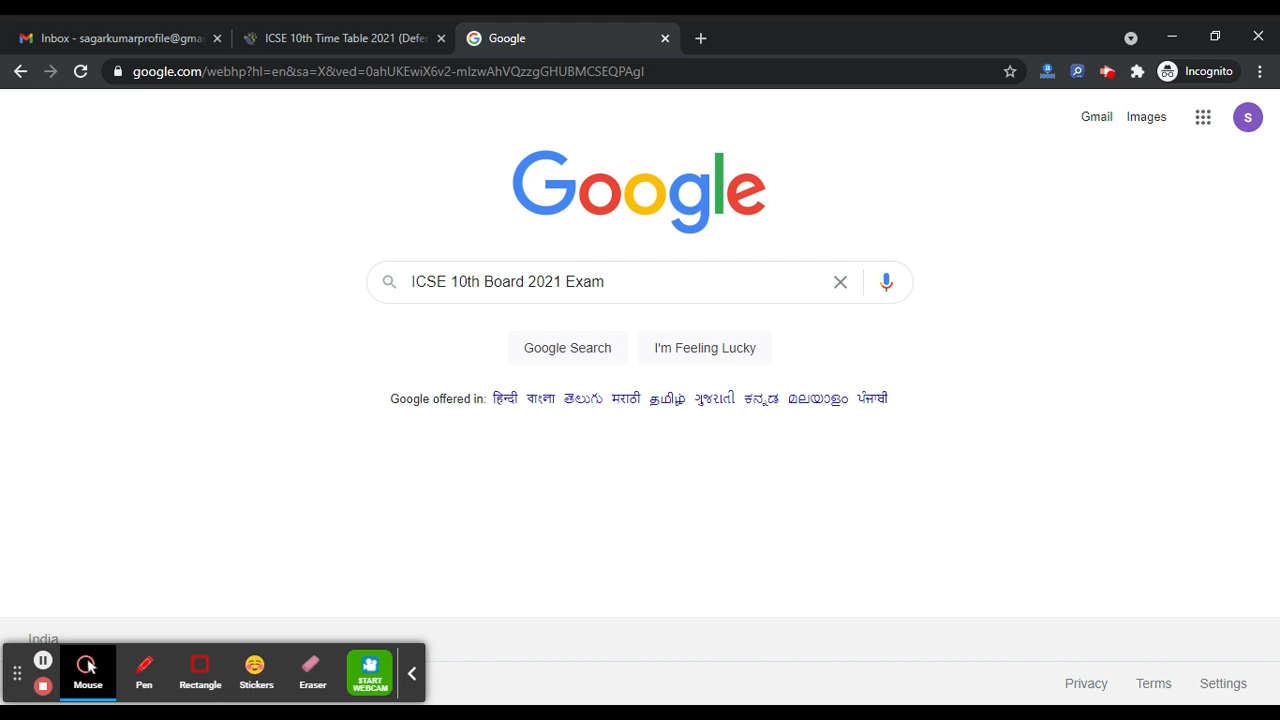 Inbox - sagarkumarprofile@gma
ICSE 10th Time Table 2021 (Defer
Google
google.com/webhp?hl=en&sa=X&ved=0ahUKEwiX6v2-mIzwAhVQzzgGHUBMCSEQPAgI
Incognito
Gmail Images
S
Google
ICSE 10th Board 2021 Exam
Google Search I'm Feeling Lucky
Google offered in: हिन्दी বাংলা తెలుగు मराठी தமிழ் ગુજરાતી ಕನ್ನಡ മലയാളം ਪੰਜਾਬੀ
India
Mouse Pen Rectangle Stickers Eraser START WEBCAM
Privacy Terms Settings